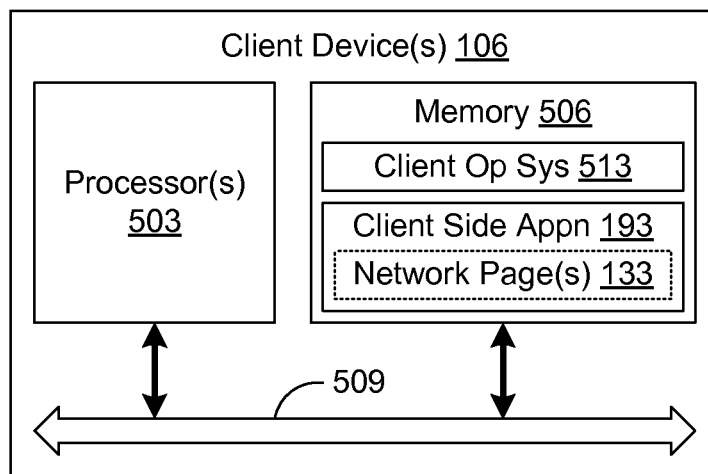 Client Device(s) 106
Processor(s)
503
Memory 506
Client Op Sys 513
Client Side Appn 193
Network Page(s) 133
509